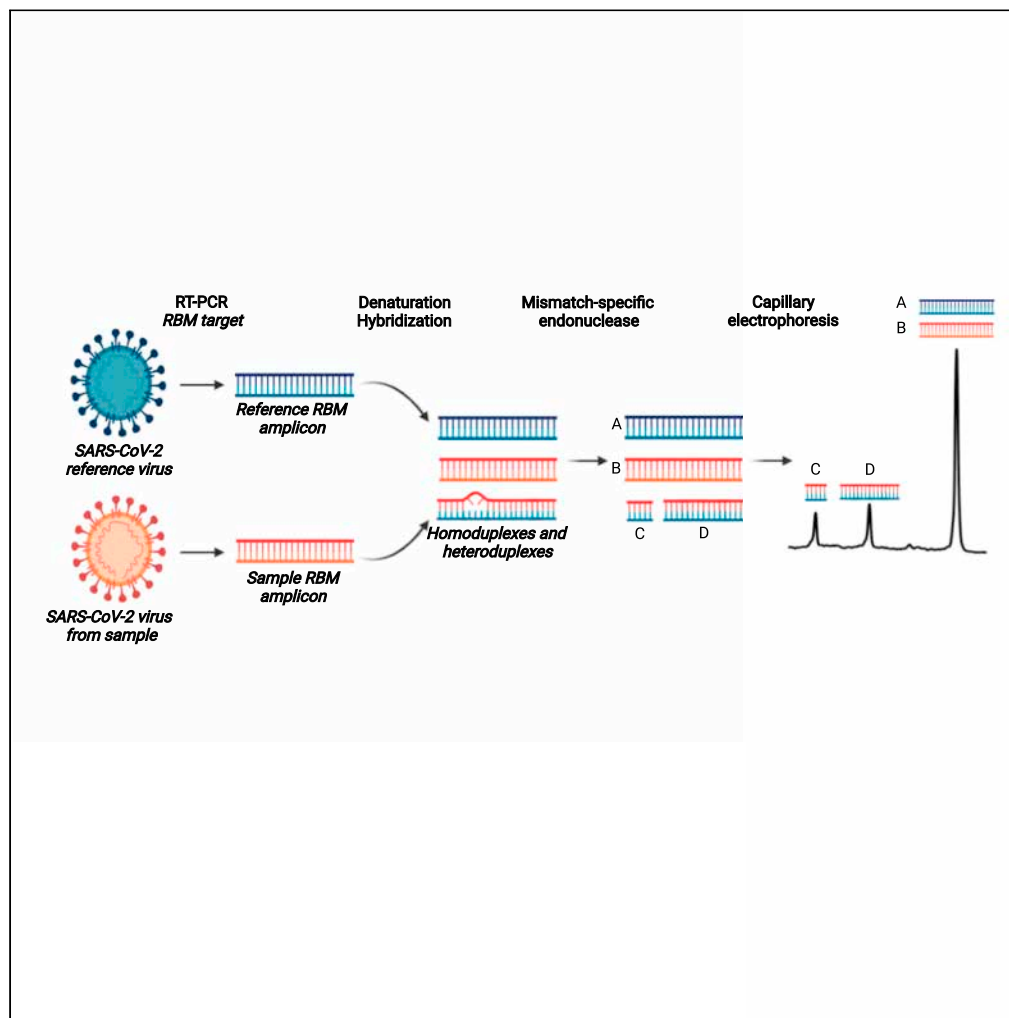 RT-PCR
RBM target
Denaturation
Hybridization
Mismatch-specific
endonuclease
Capillary
electrophoresis
A
B
Reference RBM
amplicon
SARS-CoV-2
reference virus
A
B
C
D
C
D
Homoduplexes and
heteroduplexes
Sample RBM
amplicon
SARS-CoV-2 virus
from sample